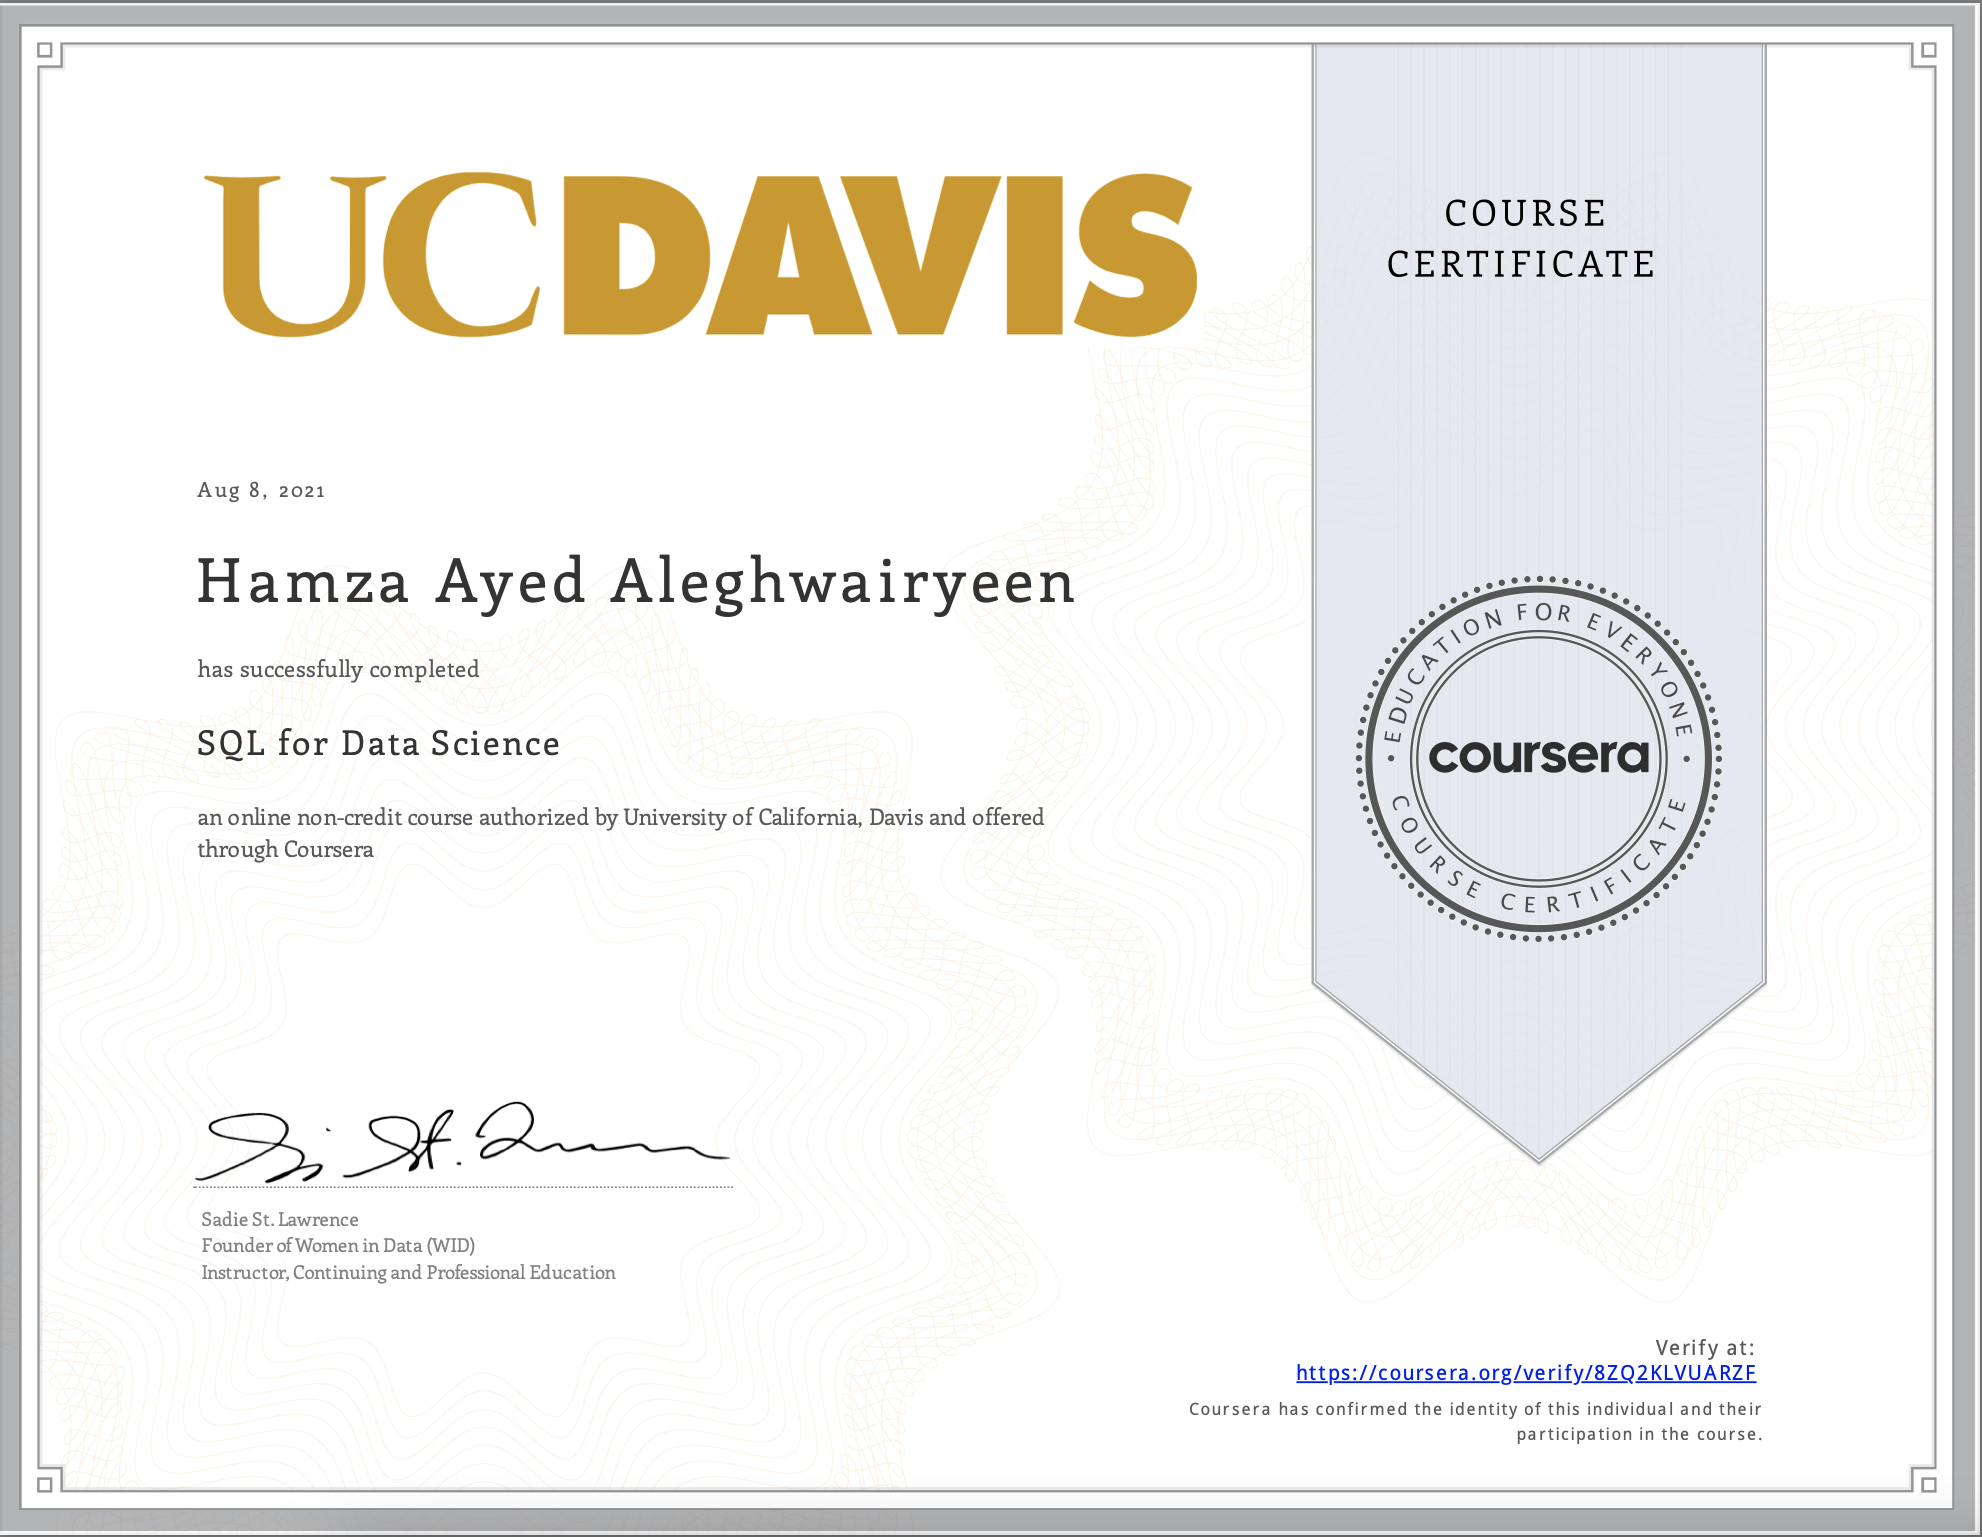 UCDAVIS
COURSE
CERTIFICATE
Aug 8, 2021
Hamza Ayed Aleghwairyeen
has successfully completed
SQL for Data Science
an online non-credit course authorized by University of California, Davis and offered
through Coursera
EDUCATION FOR EVERYONE
coursera
COURSE CERTIFICATE
Sadie St. Lawrence
Founder of Women in Data (WID)
Instructor, Continuing and Professional Education
Verify at:
https://coursera.org/verify/8ZQ2KLVUARZF
Coursera has confirmed the identity of this individual and their
participation in the course.